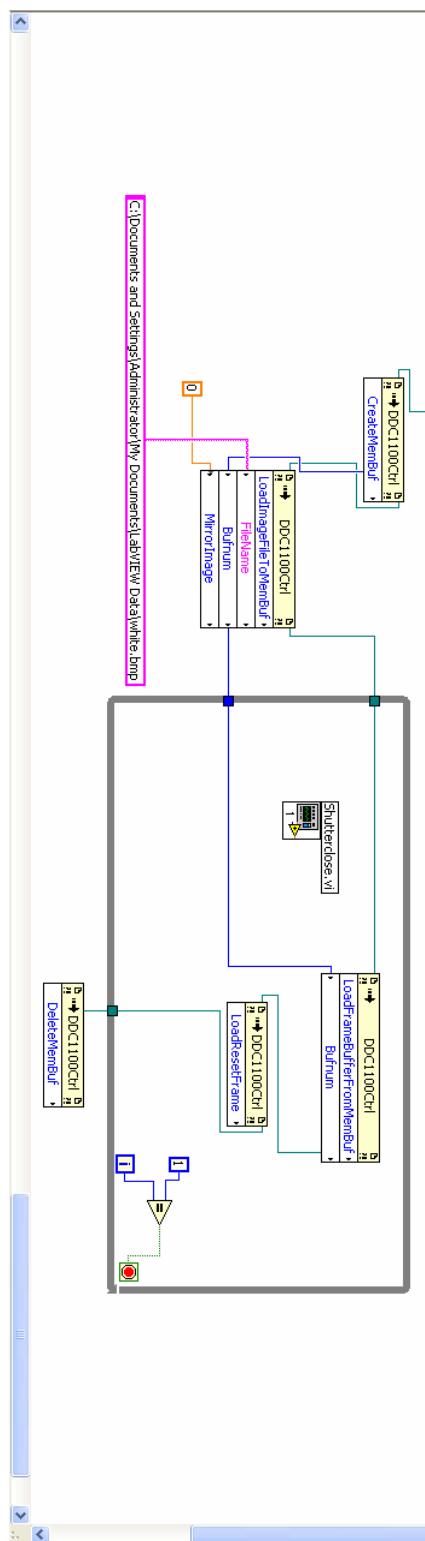 DDC1100Ctrl
CreateMemBuf
0
DDC1100Ctrl
LoadImageFileToMemBuf
FileName
Bufnum
MirrorImage
C:\Documents and Settings\Administrator\My Documents\LabVIEW Data\white.bmp
Shutterclose.vi
1
DDC1100Ctrl
LoadFrameBufferFromMemBuf
Bufnum
DDC1100Ctrl
LoadResetFrame
1
i
=
DDC1100Ctrl
DeleteMemBuf